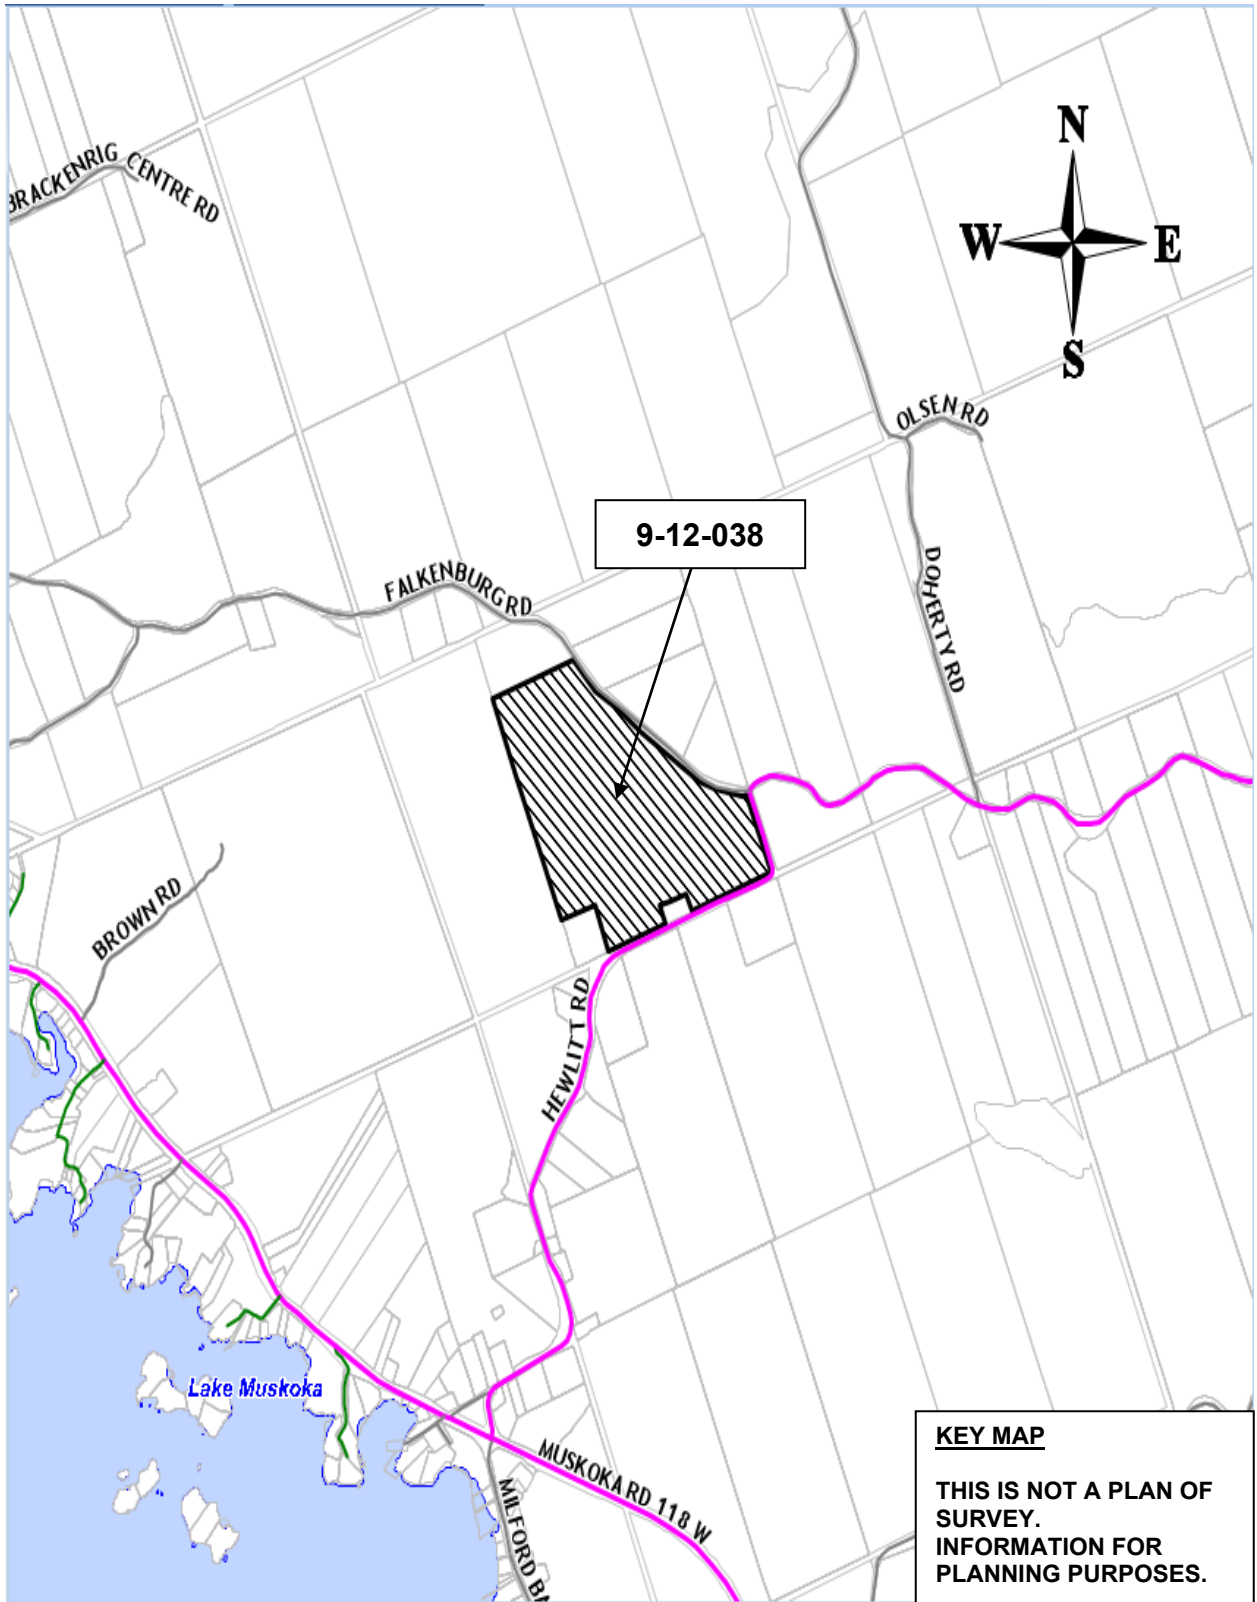 N
BRACKENRIG CENTRE RD
W E
S
OLSEN RD
9-12-038
DOHERTY RD
FALKENBURG RD
BROWN RD
HEWLITT RD
Lake Muskoka
MUSKOKA RD 118 W
MILFORD
KEY MAP
THIS IS NOT A PLAN OF
SURVEY.
INFORMATION FOR
PLANNING PURPOSES.